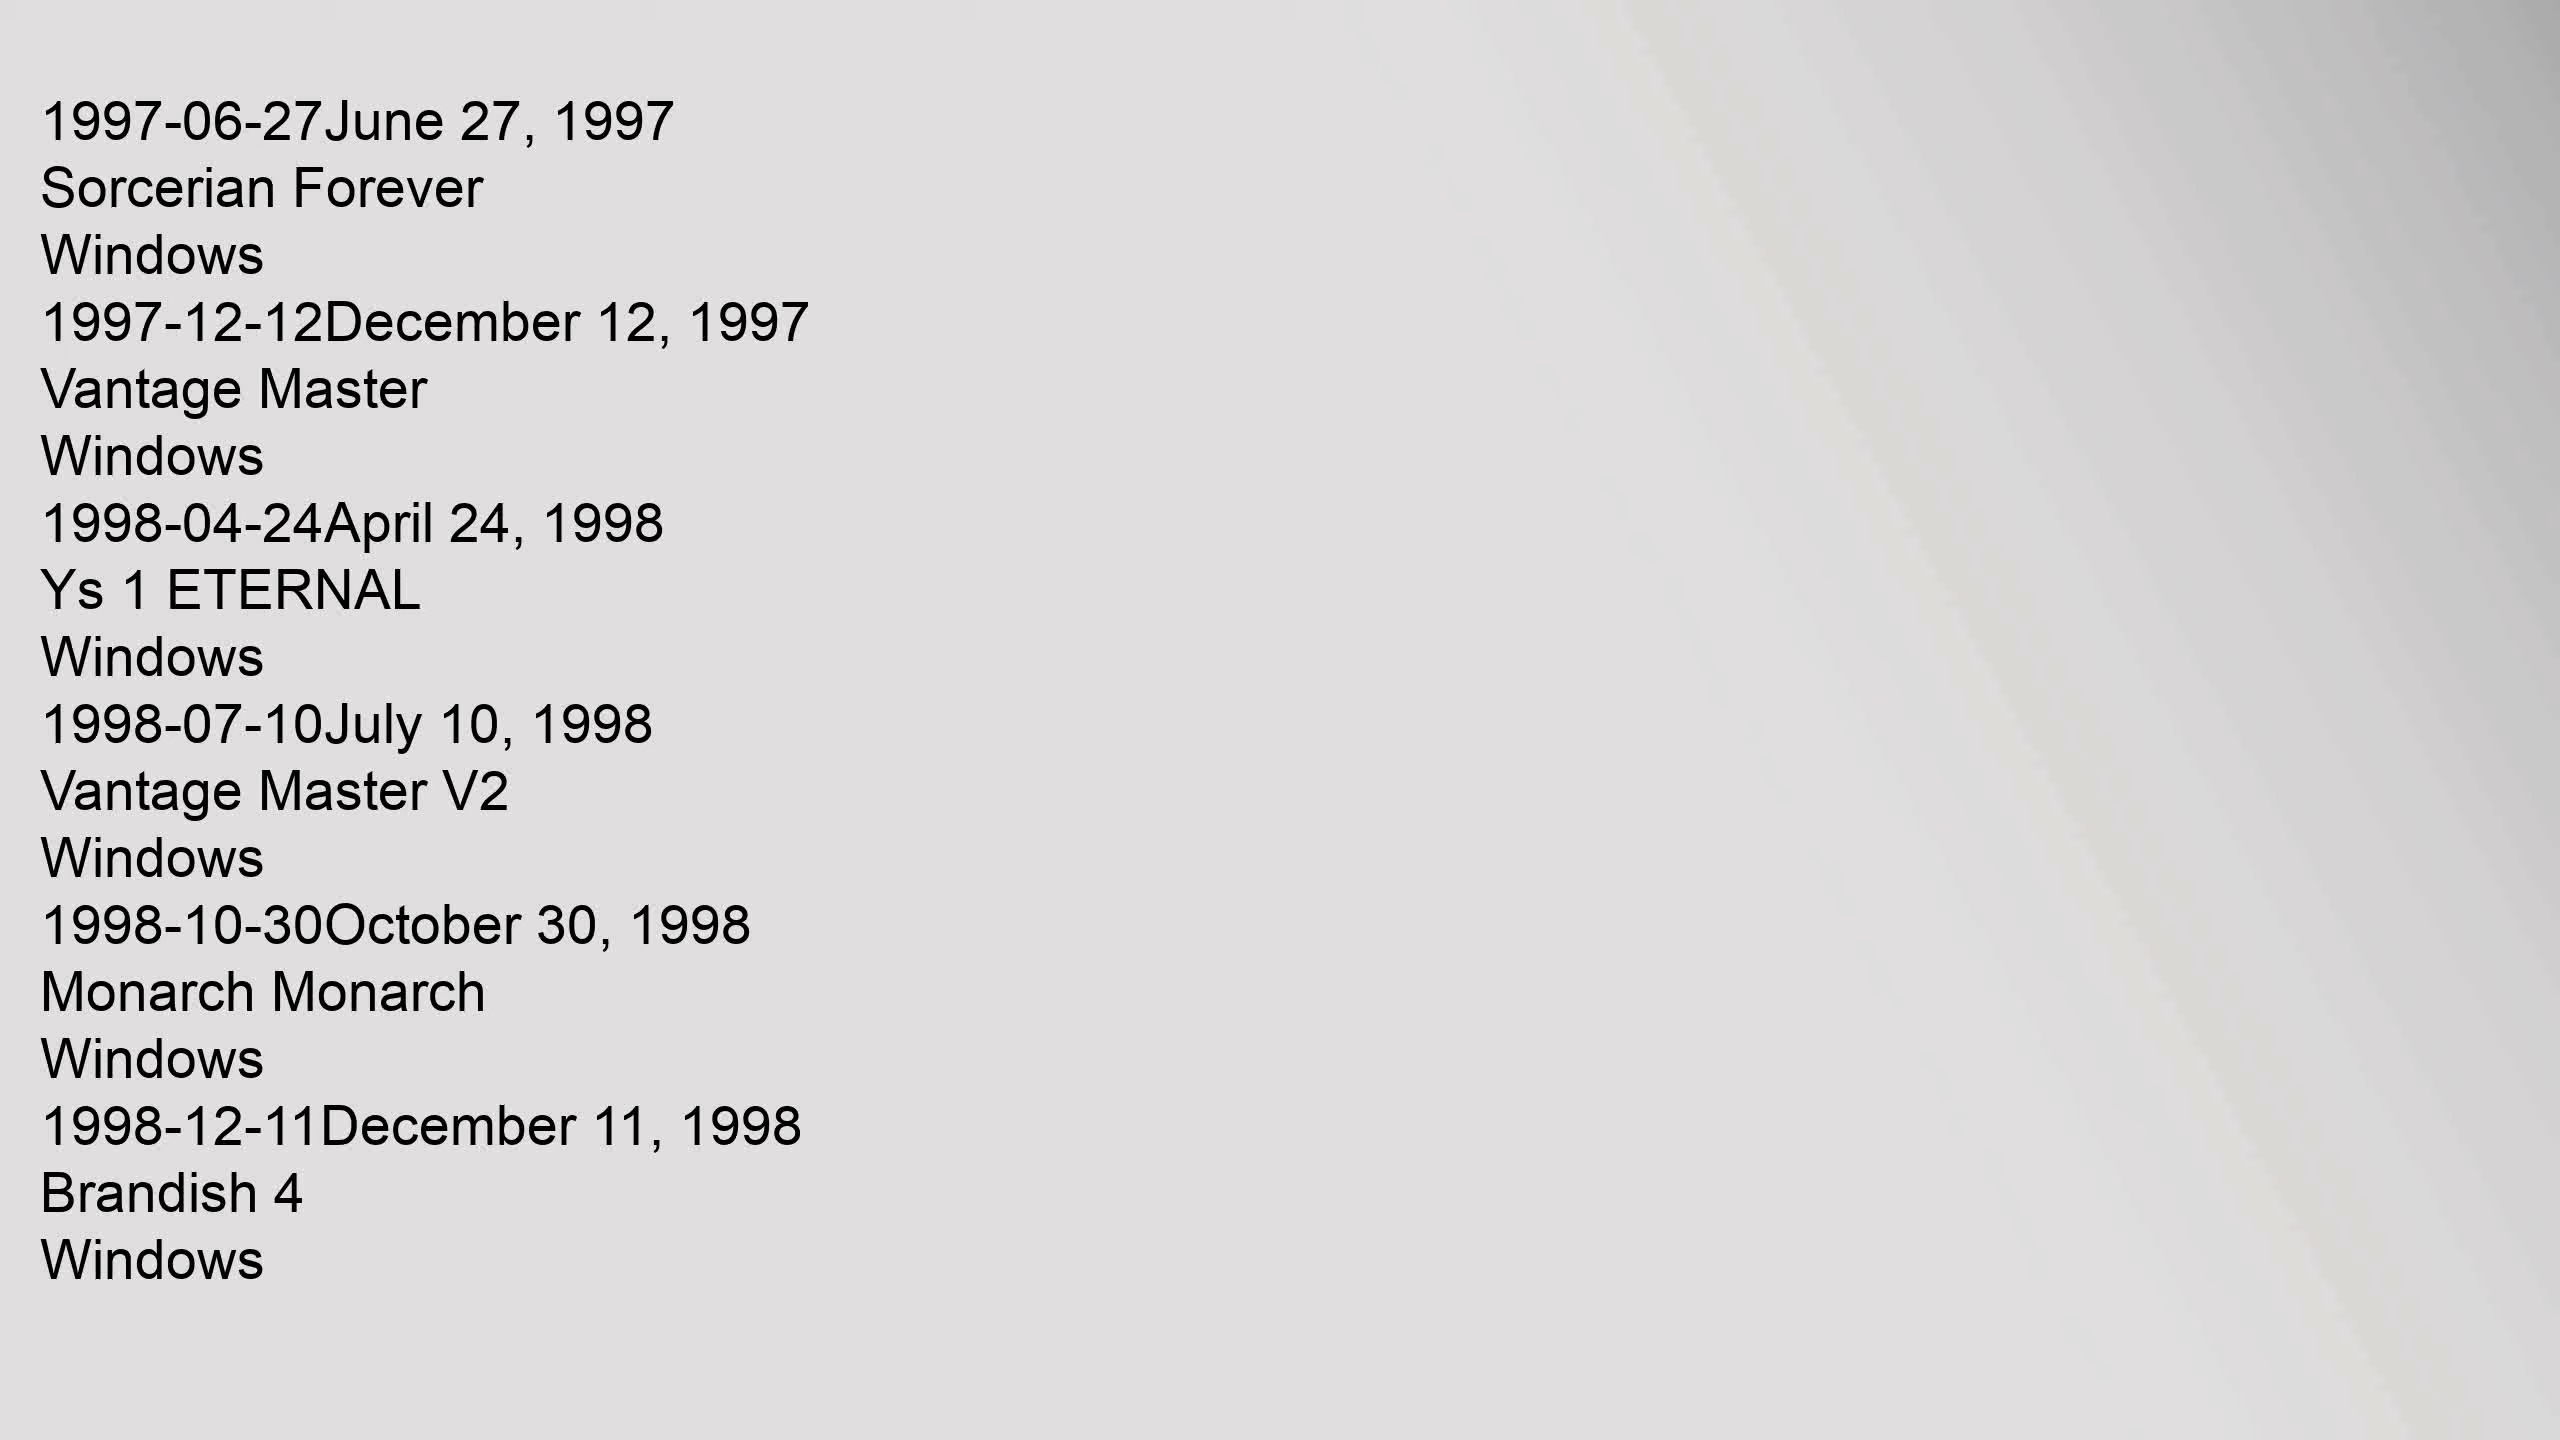 1997-06-27June 27, 1997
Sorcerian Forever
Windows
1997-12-12December 12, 1997
Vantage Master
Windows
1998-04-24April 24, 1998
Ys 1 ETERNAL
Windows
1998-07-10July 10, 1998
Vantage Master V2
Windows
1998-10-30October 30, 1998
Monarch Monarch
Windows
1998-12-11December 11, 1998
Brandish 4
Windows